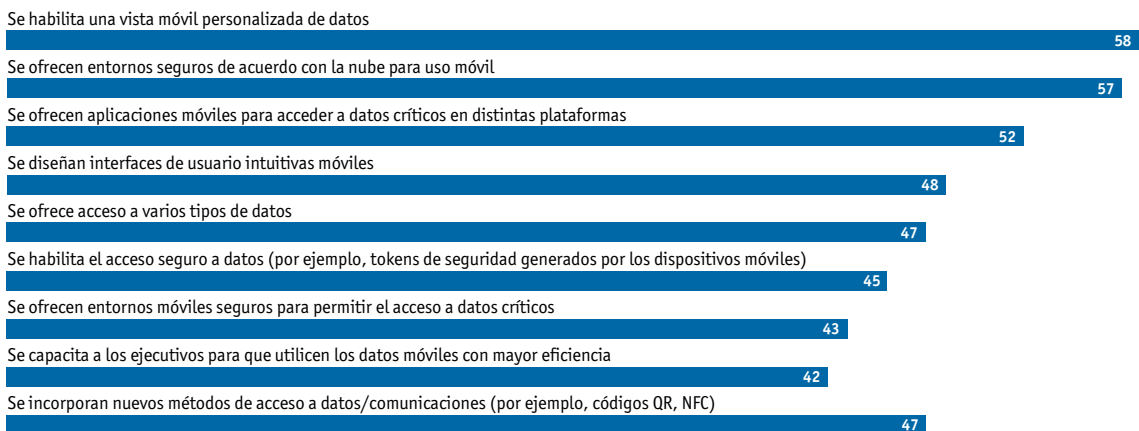 Se habilita una vista móvil personalizada de datos
58
Se ofrecen entornos seguros de acuerdo con la nube para uso móvil
57
Se ofrecen aplicaciones móviles para acceder a datos críticos en distintas plataformas
52
Se diseñan interfaces de usuario intuitivas móviles
48
Se ofrece acceso a varios tipos de datos
47
Se habilita el acceso seguro a datos (por ejemplo, tokens de seguridad generados por los dispositivos móviles)
45
Se ofrecen entornos móviles seguros para permitir el acceso a datos críticos
43
Se capacita a los ejecutivos para que utilicen los datos móviles con mayor eficiencia
42
Se incorporan nuevos métodos de acceso a datos/comunicaciones (por ejemplo, códigos QR, NFC)
47